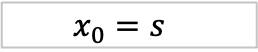 x₀ = s